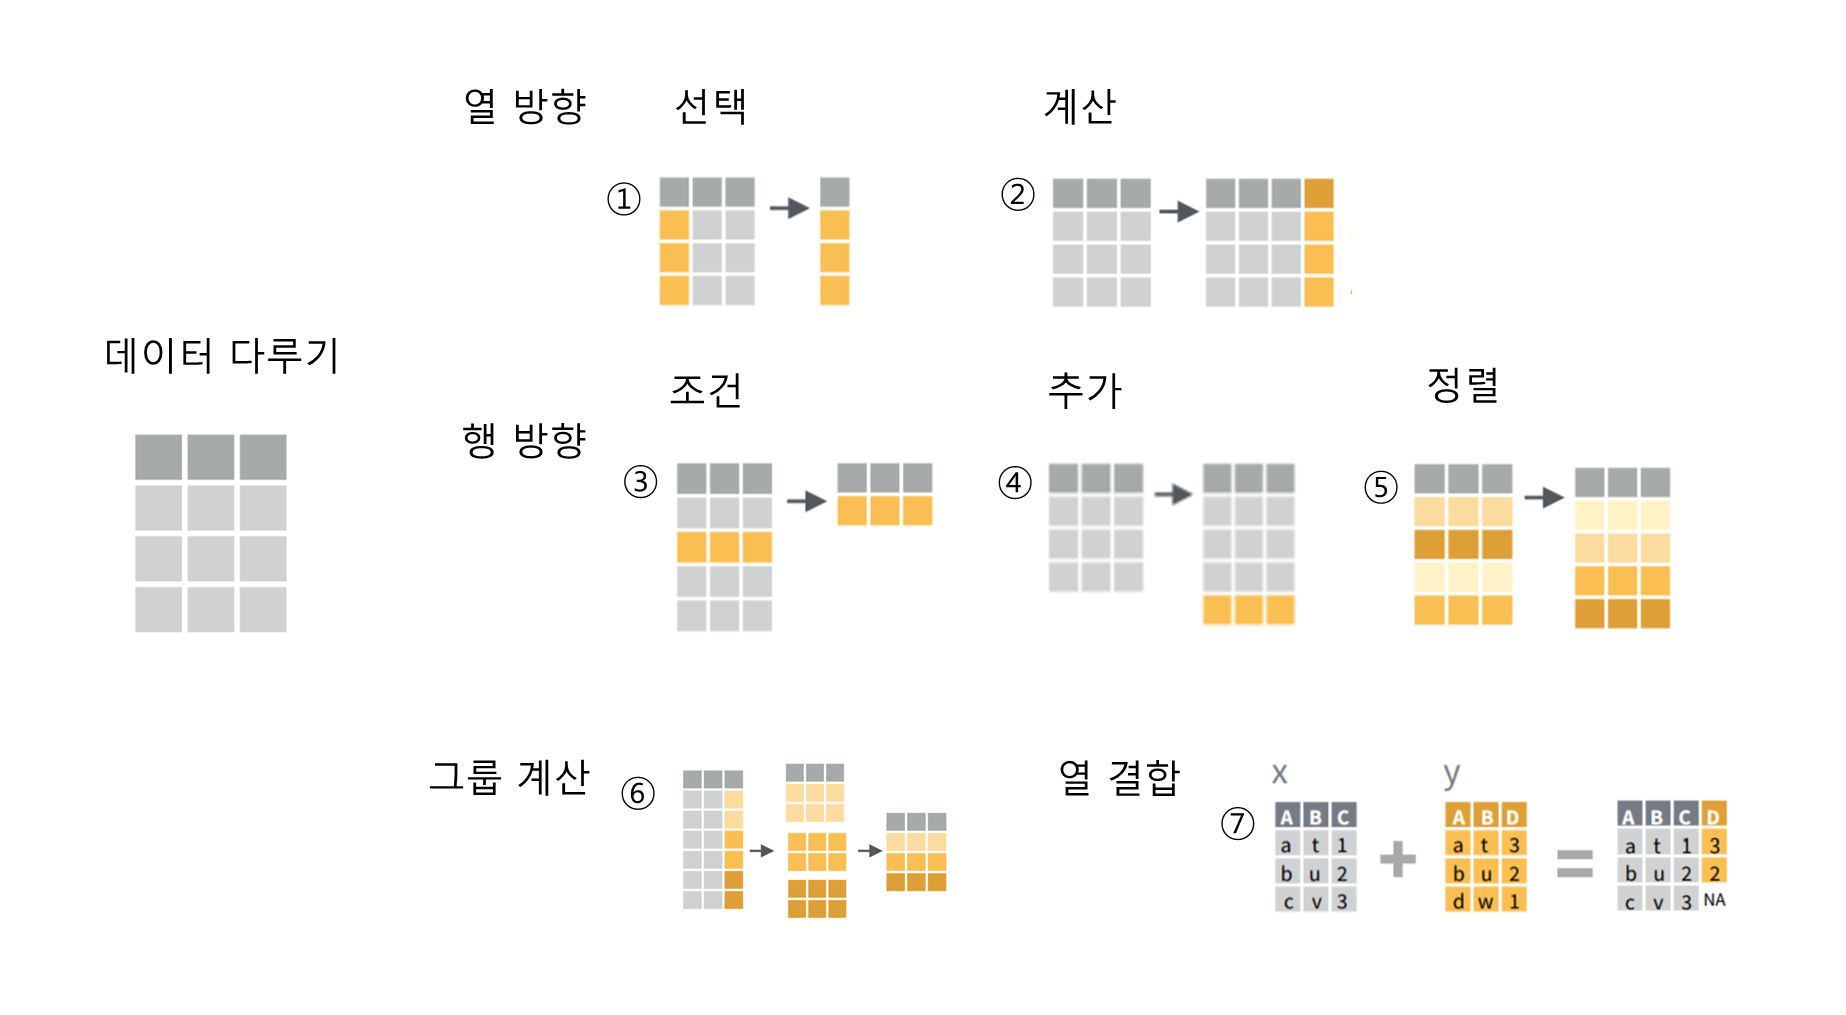 열 방향 선택 계산
① ②
데이터 다루기
조건 추가 정렬
행 방향
③ ④ ⑤
그룹 계산 ⑥
열 결합 ⑦
x y
A B C
a t 1
b u 2
c v 3
+
A B D
a t 3
b u 2
d w 1
=
A B C D
a t 1 3
b u 2 2
c v 3 NA